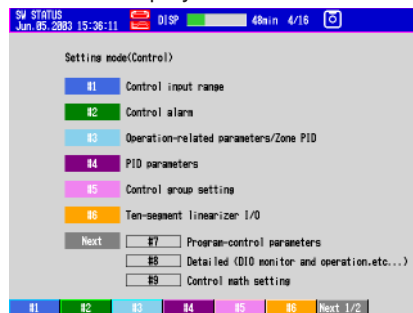 SW STATUS
Jun.05.2003 15:36:11 DISP 48min 4/16
Setting mode(Control)
#1 Control input range
#2 Control alarm
#3 Operation-related parameters/Zone PID
#4 PID parameters
#5 Control group setting
#6 Ten-segment linearizer I/O
Next #7 Program-control parameters
#8 Detailed (DIO monitor and operation.etc...)
#9 Control math setting
#1 #2 #3 #4 #5 #6 Next 1/2